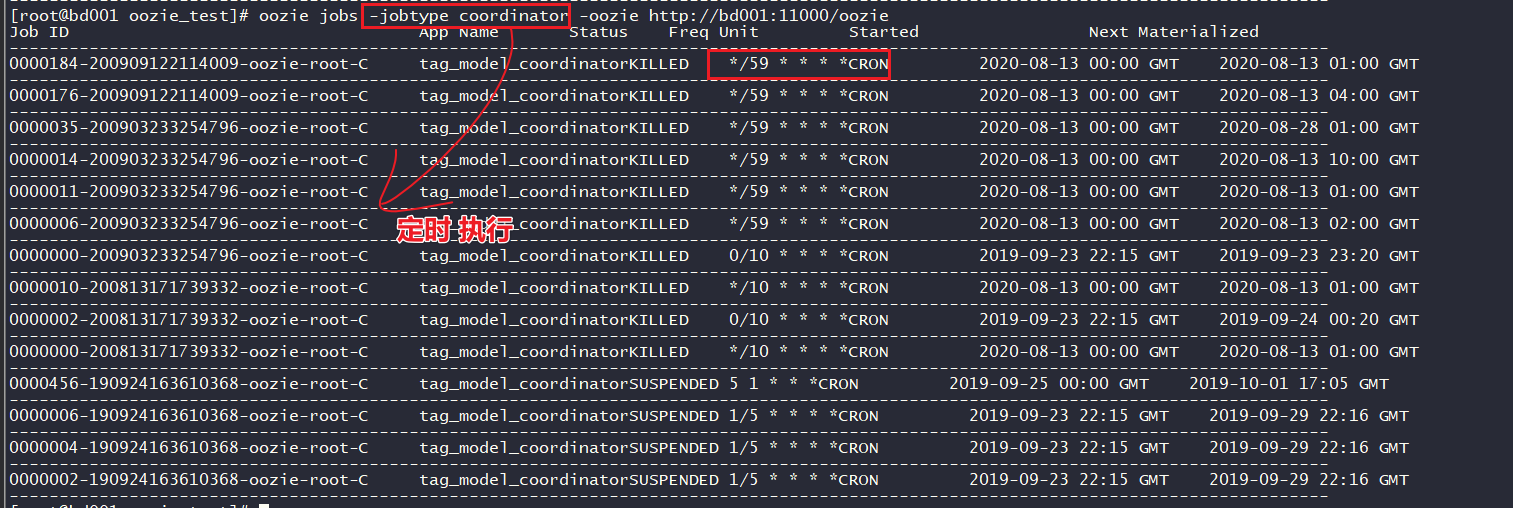 [root@bd001 oozie_test]# oozie jobs -jobtype coordinator -oozie http://bd001:11000/oozie
Job ID App Name Status Freq Unit Started Next Materialized
0000184-200909122114009-oozie-root-C tag_model_coordinatorKILLED */59 * * * *CRON 2020-08-13 00:00 GMT 2020-08-13 01:00 GMT
0000176-200909122114009-oozie-root-C tag_model_coordinatorKILLED */59 * * * *CRON 2020-08-13 00:00 GMT 2020-08-13 04:00 GMT
0000035-200903233254796-oozie-root-C tag_model_coordinatorKILLED */59 * * * *CRON 2020-08-13 00:00 GMT 2020-08-28 01:00 GMT
0000014-200903233254796-oozie-root-C tag_model_coordinatorKILLED */59 * * * *CRON 2020-08-13 00:00 GMT 2020-08-13 10:00 GMT
0000011-200903233254796-oozie-root-C tag_model_coordinatorKILLED */59 * * * *CRON 2020-08-13 00:00 GMT 2020-08-13 01:00 GMT
0000006-200903233254796-oozie-root-C tag_model_coordinatorKILLED */59 * * * *CRON 2020-08-13 00:00 GMT 2020-08-13 02:00 GMT
定时 执行
0000000-200903233254796-oozie-root-C tag_model_coordinatorKILLED 0/10 * * * *CRON 2019-09-23 22:15 GMT 2019-09-23 23:20 GMT
0000010-200813171739332-oozie-root-C tag_model_coordinatorKILLED */10 * * * *CRON 2020-08-13 00:00 GMT 2020-08-13 01:00 GMT
0000002-200813171739332-oozie-root-C tag_model_coordinatorKILLED 0/10 * * * *CRON 2019-09-23 22:15 GMT 2019-09-24 00:20 GMT
0000000-200813171739332-oozie-root-C tag_model_coordinatorKILLED */10 * * * *CRON 2020-08-13 00:00 GMT 2020-08-13 01:00 GMT
0000456-190924163610368-oozie-root-C tag_model_coordinatorSUSPENDED 5 1 * * *CRON 2019-09-25 00:00 GMT 2019-10-01 17:05 GMT
0000006-190924163610368-oozie-root-C tag_model_coordinatorSUSPENDED 1/5 * * * *CRON 2019-09-23 22:15 GMT 2019-09-29 22:16 GMT
0000004-190924163610368-oozie-root-C tag_model_coordinatorSUSPENDED 1/5 * * * *CRON 2019-09-23 22:15 GMT 2019-09-29 22:16 GMT
0000002-190924163610368-oozie-root-C tag_model_coordinatorSUSPENDED 1/5 * * * *CRON 2019-09-23 22:15 GMT 2019-09-29 22:16 GMT
[root@bd001 oozie_test]#